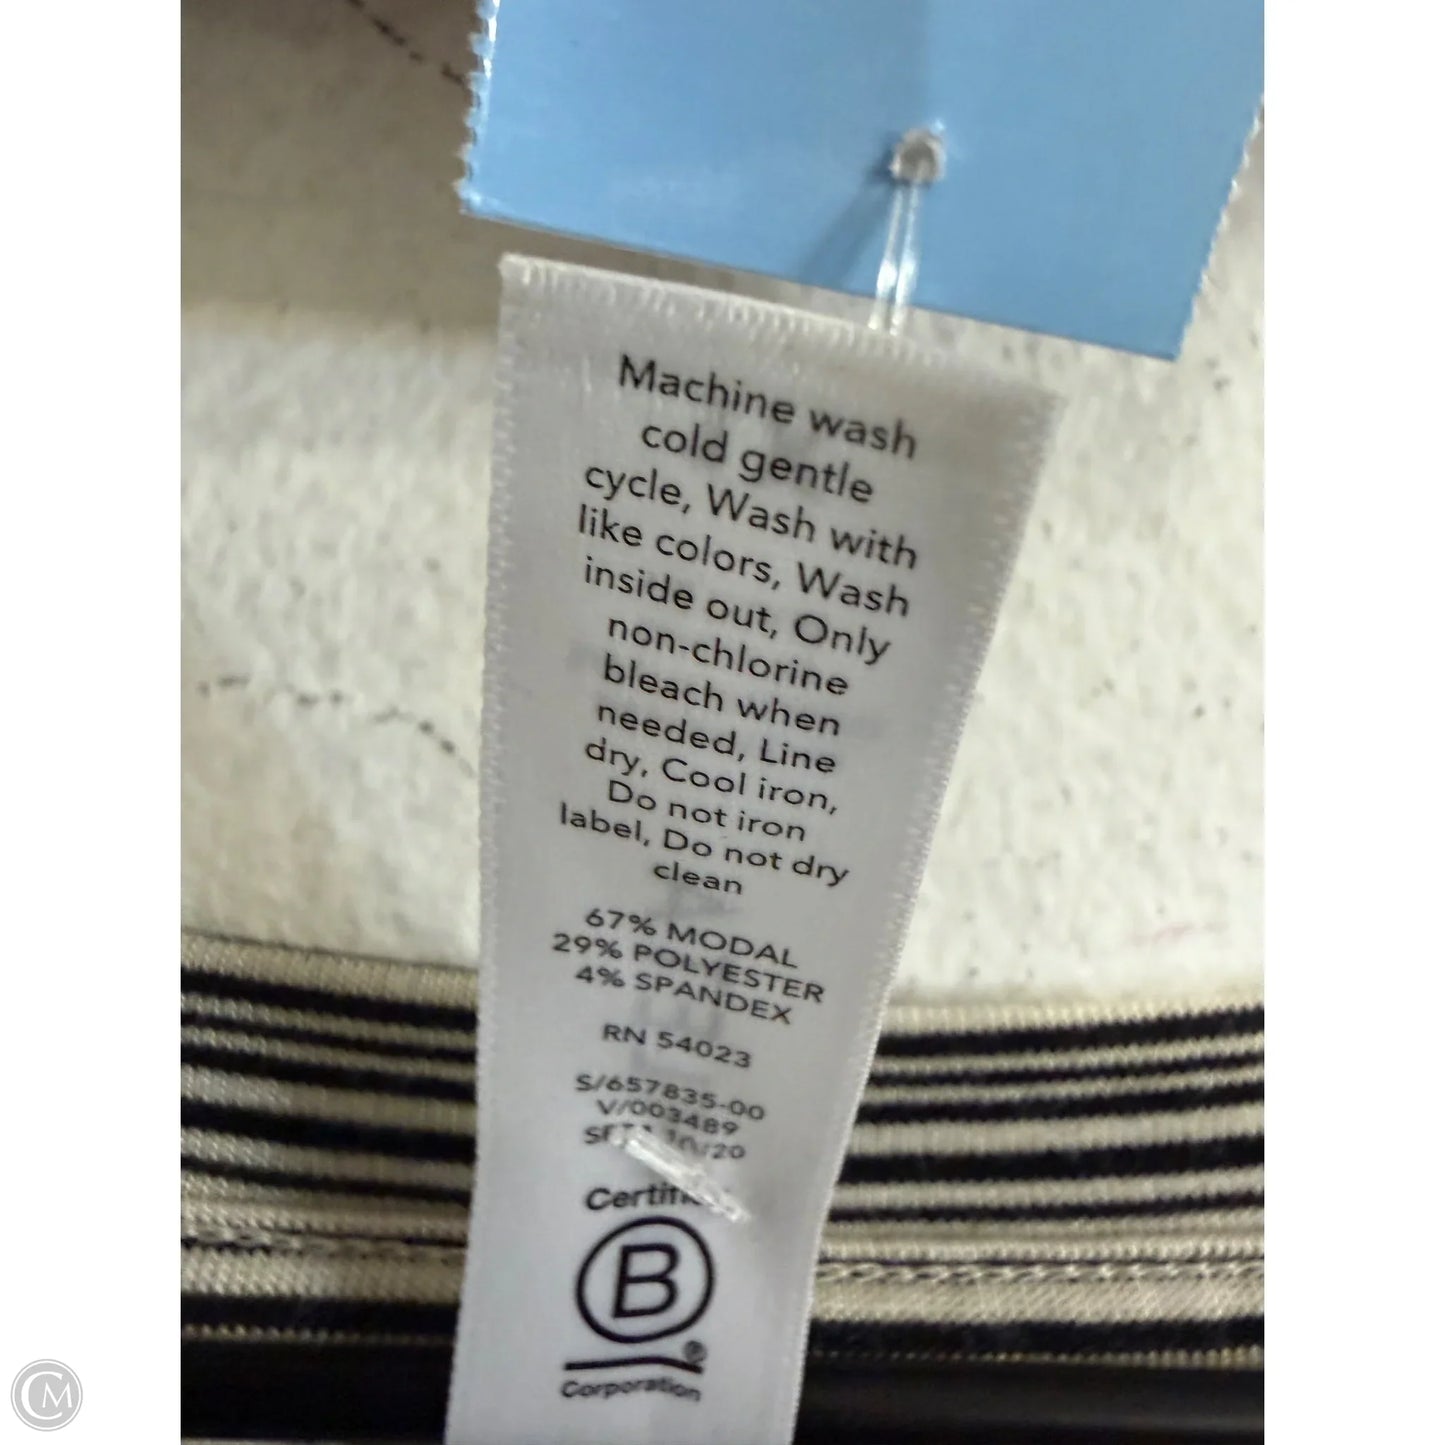 Machine wash
cold gentle
cycle, Wash with
like colors, Wash
inside out, Only
non-chlorine
bleach when
needed, Line
dry, Cool iron,
Do not iron
label, Do not dry
clean
67% MODAL
29% POLYESTER
4% SPANDEX
RN 54023
S/657835-00
V/003489
B
®
Corporation
CM